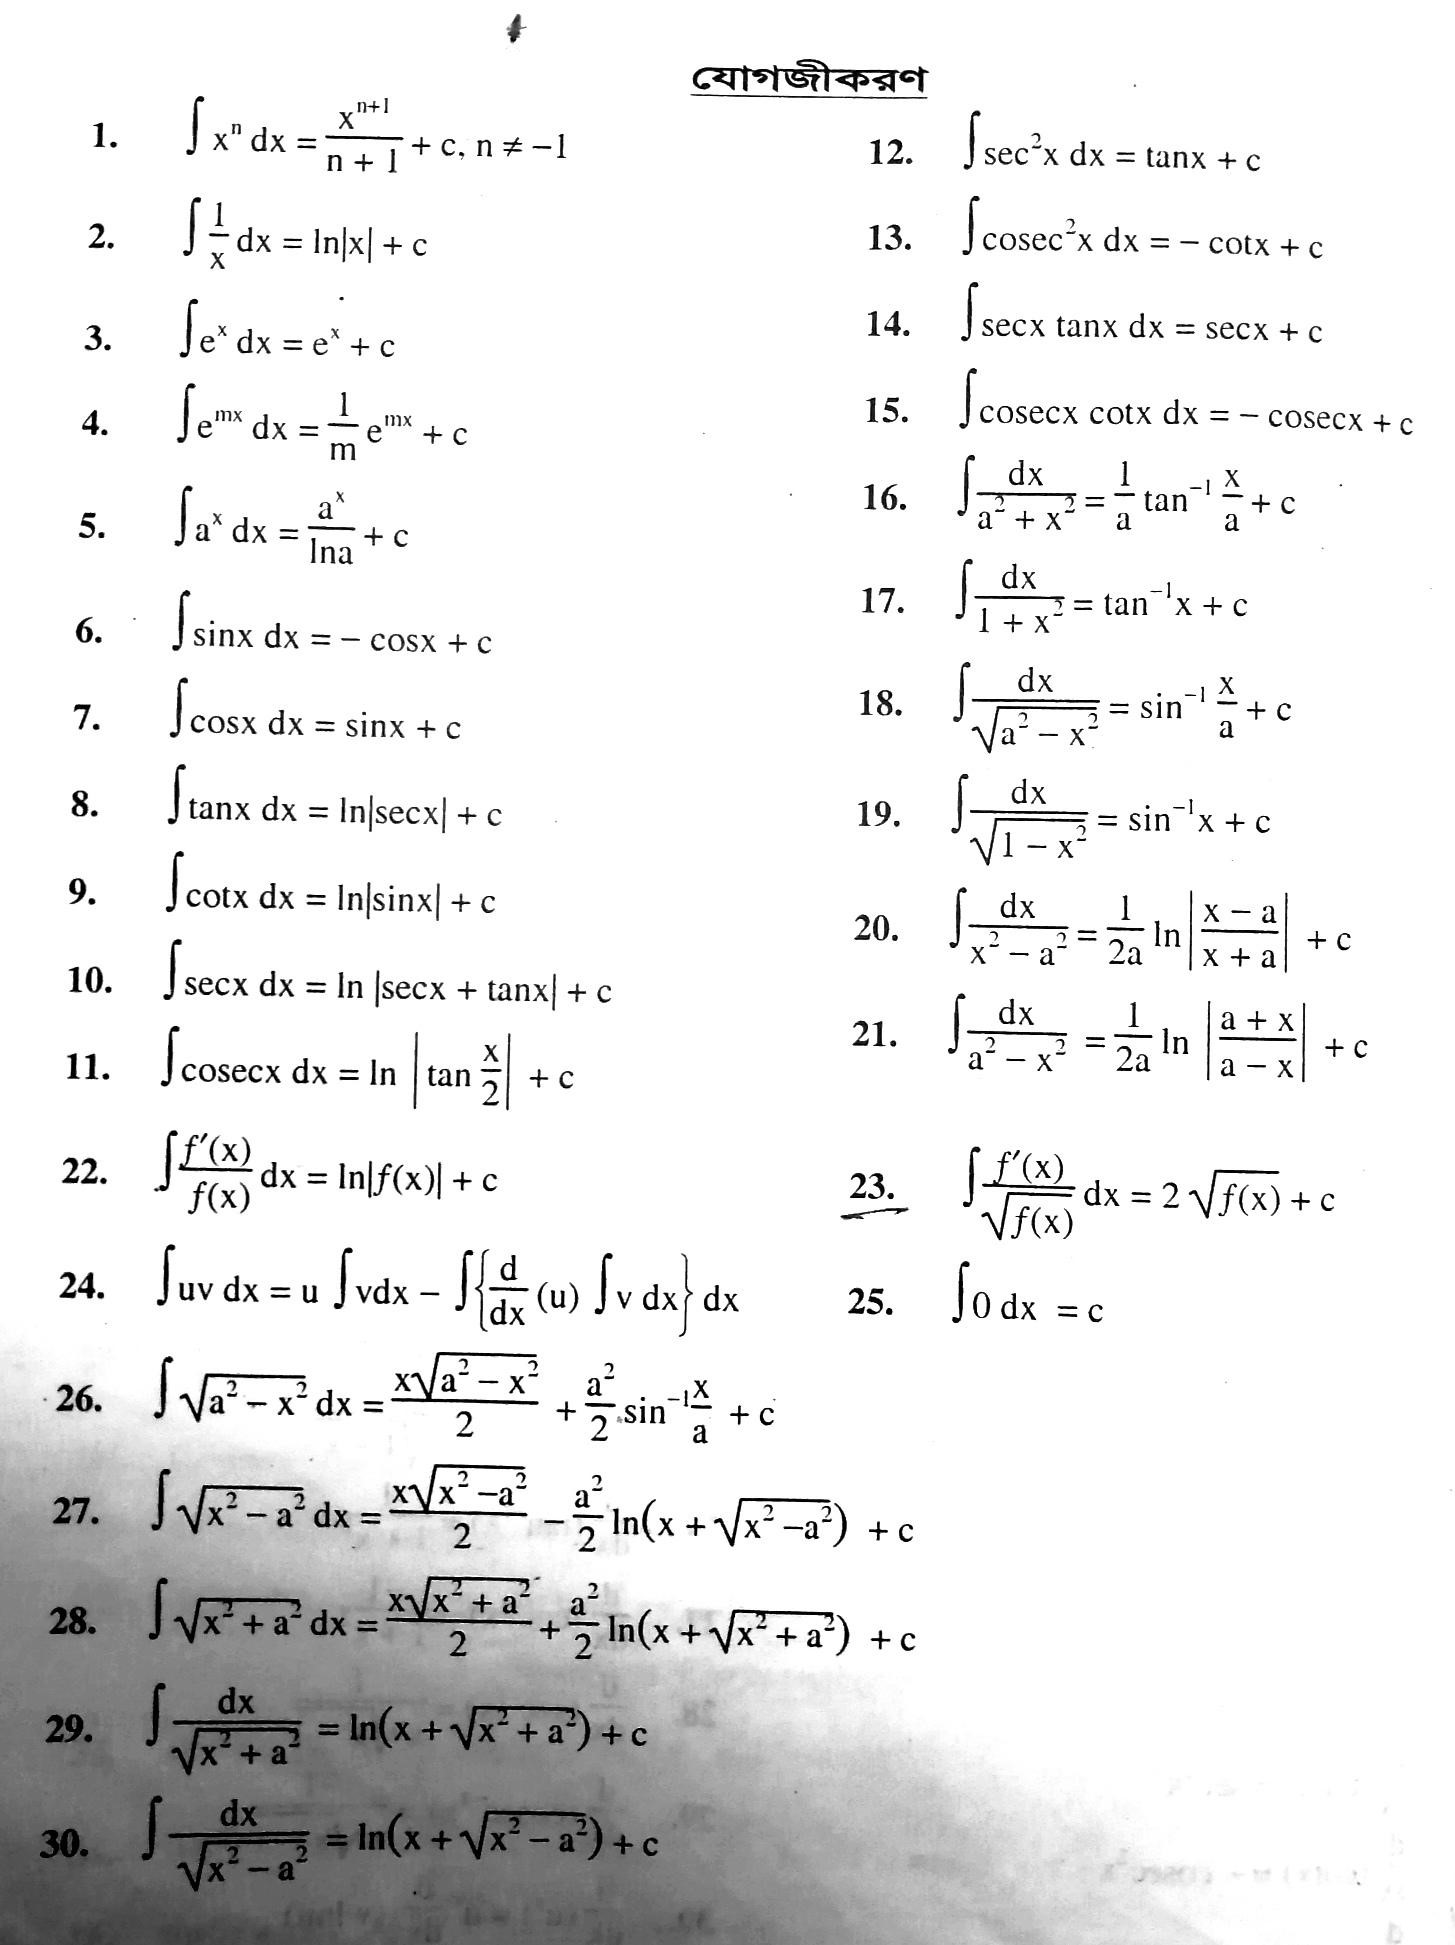 যোগজীকরণ
1. ∫ xⁿ dx = xⁿ⁺¹/(n + 1) + c, n ≠ −1
2. ∫ 1/x dx = ln|x| + c
3. ∫eˣ dx = eˣ + c
4. ∫eᵐˣ dx = 1/m eᵐˣ + c
5. ∫aˣ dx = aˣ/lna + c
6. ∫sinx dx = − cosx + c
7. ∫cosx dx = sinx + c
8. ∫tanx dx = ln|secx| + c
9. ∫cotx dx = ln|sinx| + c
10. ∫secx dx = ln |secx + tanx| + c
11. ∫cosecx dx = ln |tan x/2| + c
12. ∫sec²x dx = tanx + c
13. ∫cosec²x dx = − cotx + c
14. ∫secx tanx dx = secx + c
15. ∫cosecx cotx dx = − cosecx + c
16. ∫dx/(a² + x²) = 1/a tan⁻¹ x/a + c
17. ∫dx/(1 + x²) = tan⁻¹x + c
18. ∫dx/√(a² − x²) = sin⁻¹ x/a + c
19. ∫dx/√(1 − x²) = sin⁻¹x + c
20. ∫dx/(x² − a²) = 1/2a ln |(x − a)/(x + a)| + c
21. ∫dx/(a² − x²) = 1/2a ln |(a + x)/(a − x)| + c
22. ∫f′(x)/f(x) dx = ln|f(x)| + c
23. ∫f′(x)/√f(x) dx = 2 √f(x) + c
24. ∫uv dx = u ∫vdx − ∫{d/dx (u) ∫v dx} dx
25. ∫0 dx = c
26. ∫ √(a² − x²) dx = x√(a² − x²)/2 + a²/2 sin⁻¹x/a + c
27. ∫ √(x² − a²) dx = x√(x² −a²)/2 − a²/2 ln(x + √(x² −a²)) + c
28. ∫ √(x² + a²) dx = x√(x² + a²)/2 + a²/2 ln(x + √(x² + a²)) + c
29. ∫ dx/√(x² + a²) = ln(x + √(x² + a²)) + c
30. ∫ dx/√(x² − a²) = ln(x + √(x² − a²)) + c